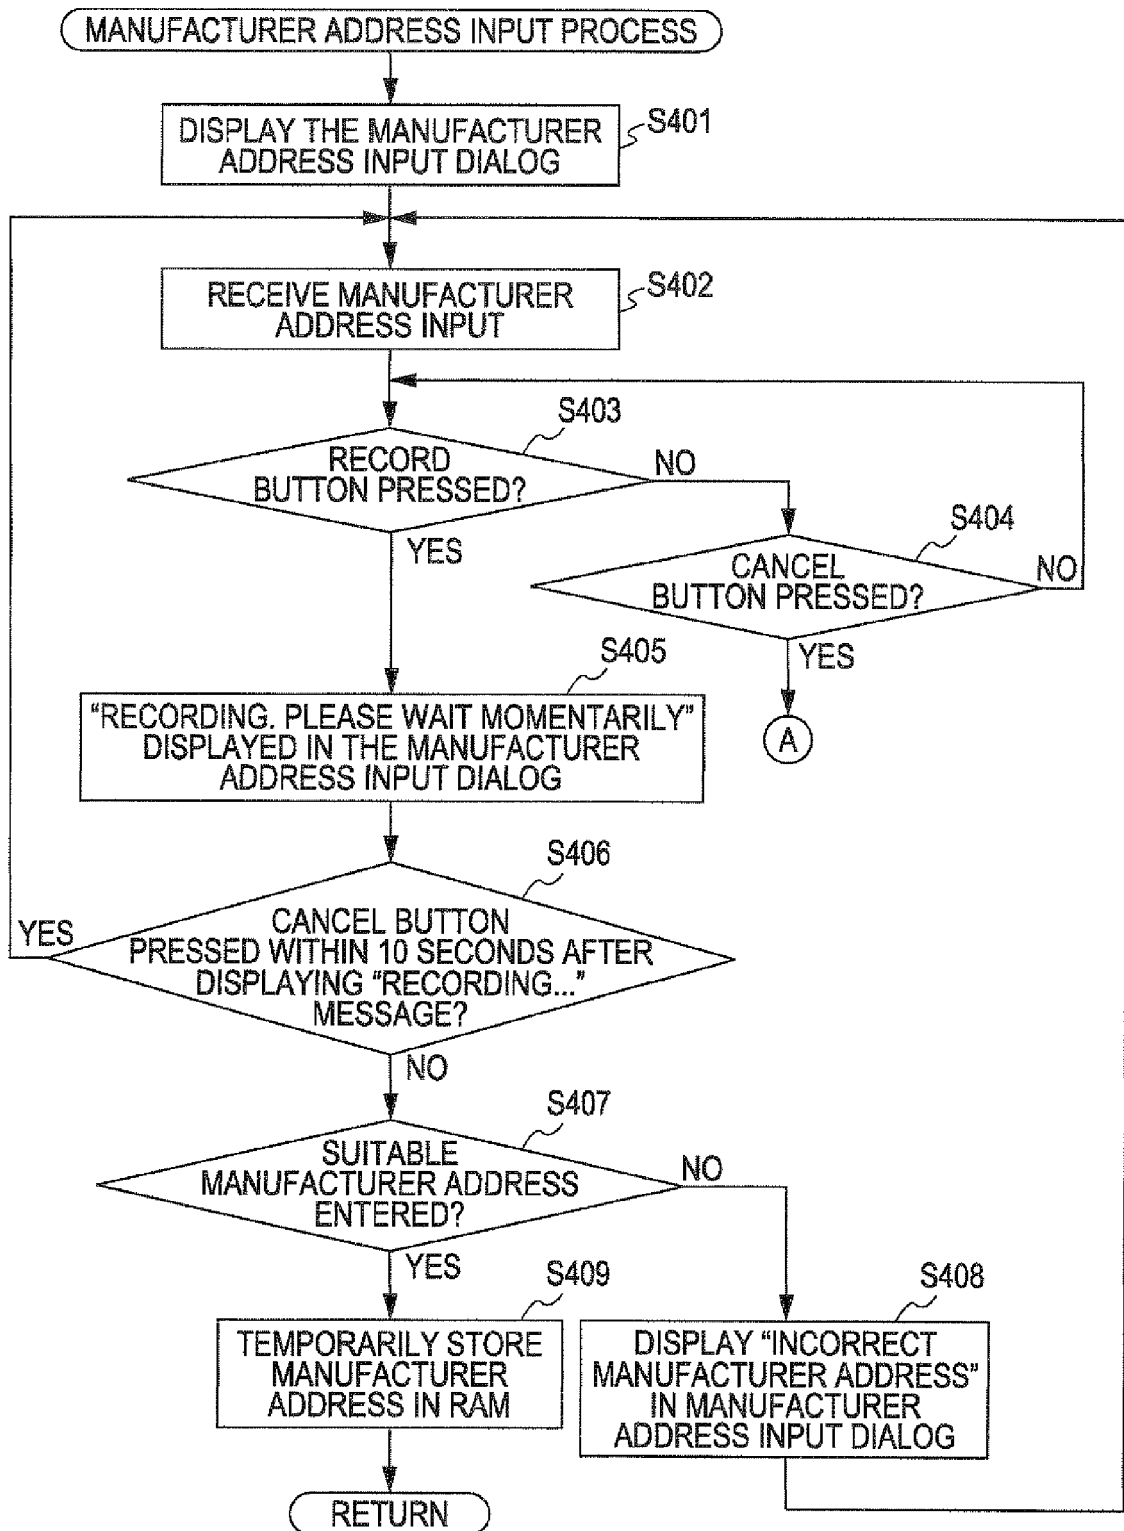 MANUFACTURER ADDRESS INPUT PROCESS
S401
DISPLAY THE MANUFACTURER
ADDRESS INPUT DIALOG
S402
RECEIVE MANUFACTURER
ADDRESS INPUT
S403
RECORD
BUTTON PRESSED?
NO
YES
S404
CANCEL
BUTTON PRESSED?
NO
YES
A
S405
“RECORDING. PLEASE WAIT MOMENTARILY”
DISPLAYED IN THE MANUFACTURER
ADDRESS INPUT DIALOG
S406
YES
CANCEL BUTTON
PRESSED WITHIN 10 SECONDS AFTER
DISPLAYING “RECORDING...”
MESSAGE?
NO
S407
SUITABLE
MANUFACTURER ADDRESS
ENTERED?
NO
YES
S409
TEMPORARILY STORE
MANUFACTURER
ADDRESS IN RAM
S408
DISPLAY “INCORRECT
MANUFACTURER ADDRESS”
IN MANUFACTURER
ADDRESS INPUT DIALOG
RETURN